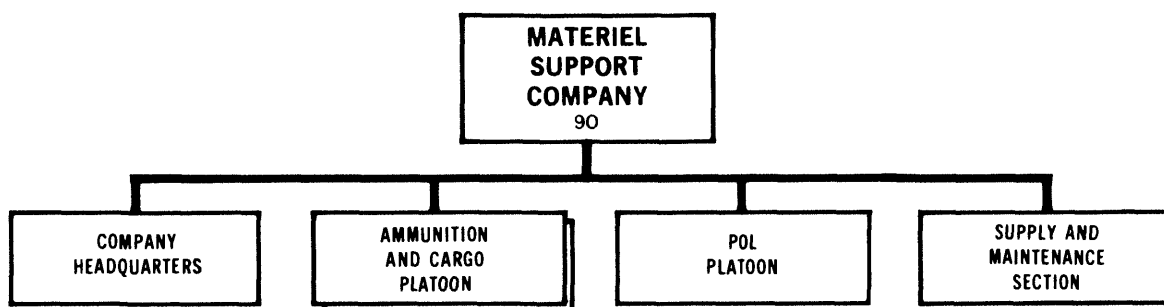 MATERIEL
SUPPORT
COMPANY
90
COMPANY
HEADQUARTERS
AMMUNITION
AND CARGO
PLATOON
POL
PLATOON
SUPPLY AND
MAINTENANCE
SECTION